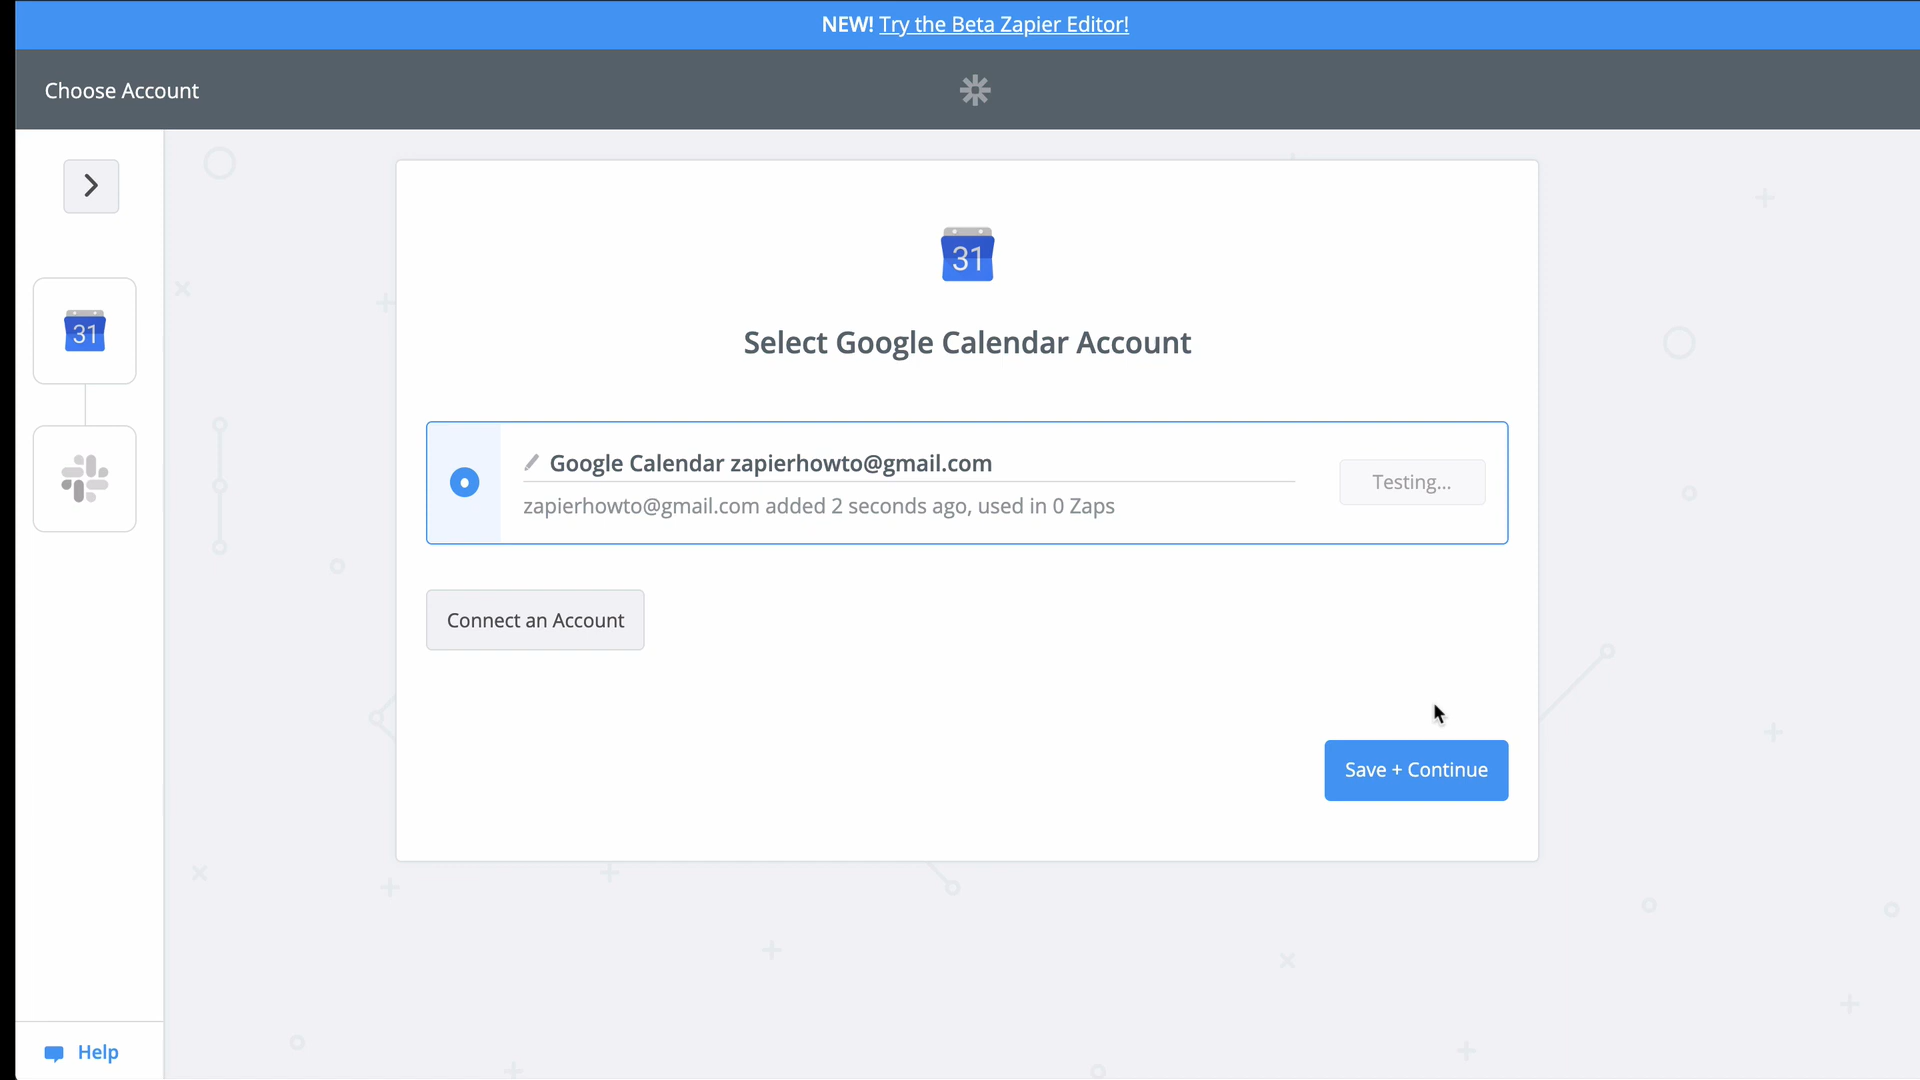 NEW! Try the Beta Zapier Editor!
Choose Account
31
31
Select Google Calendar Account
Google Calendar zapierhowto@gmail.com
zapierhowto@gmail.com added 2 seconds ago, used in 0 Zaps
Testing...
Connect an Account
Save + Continue
Help